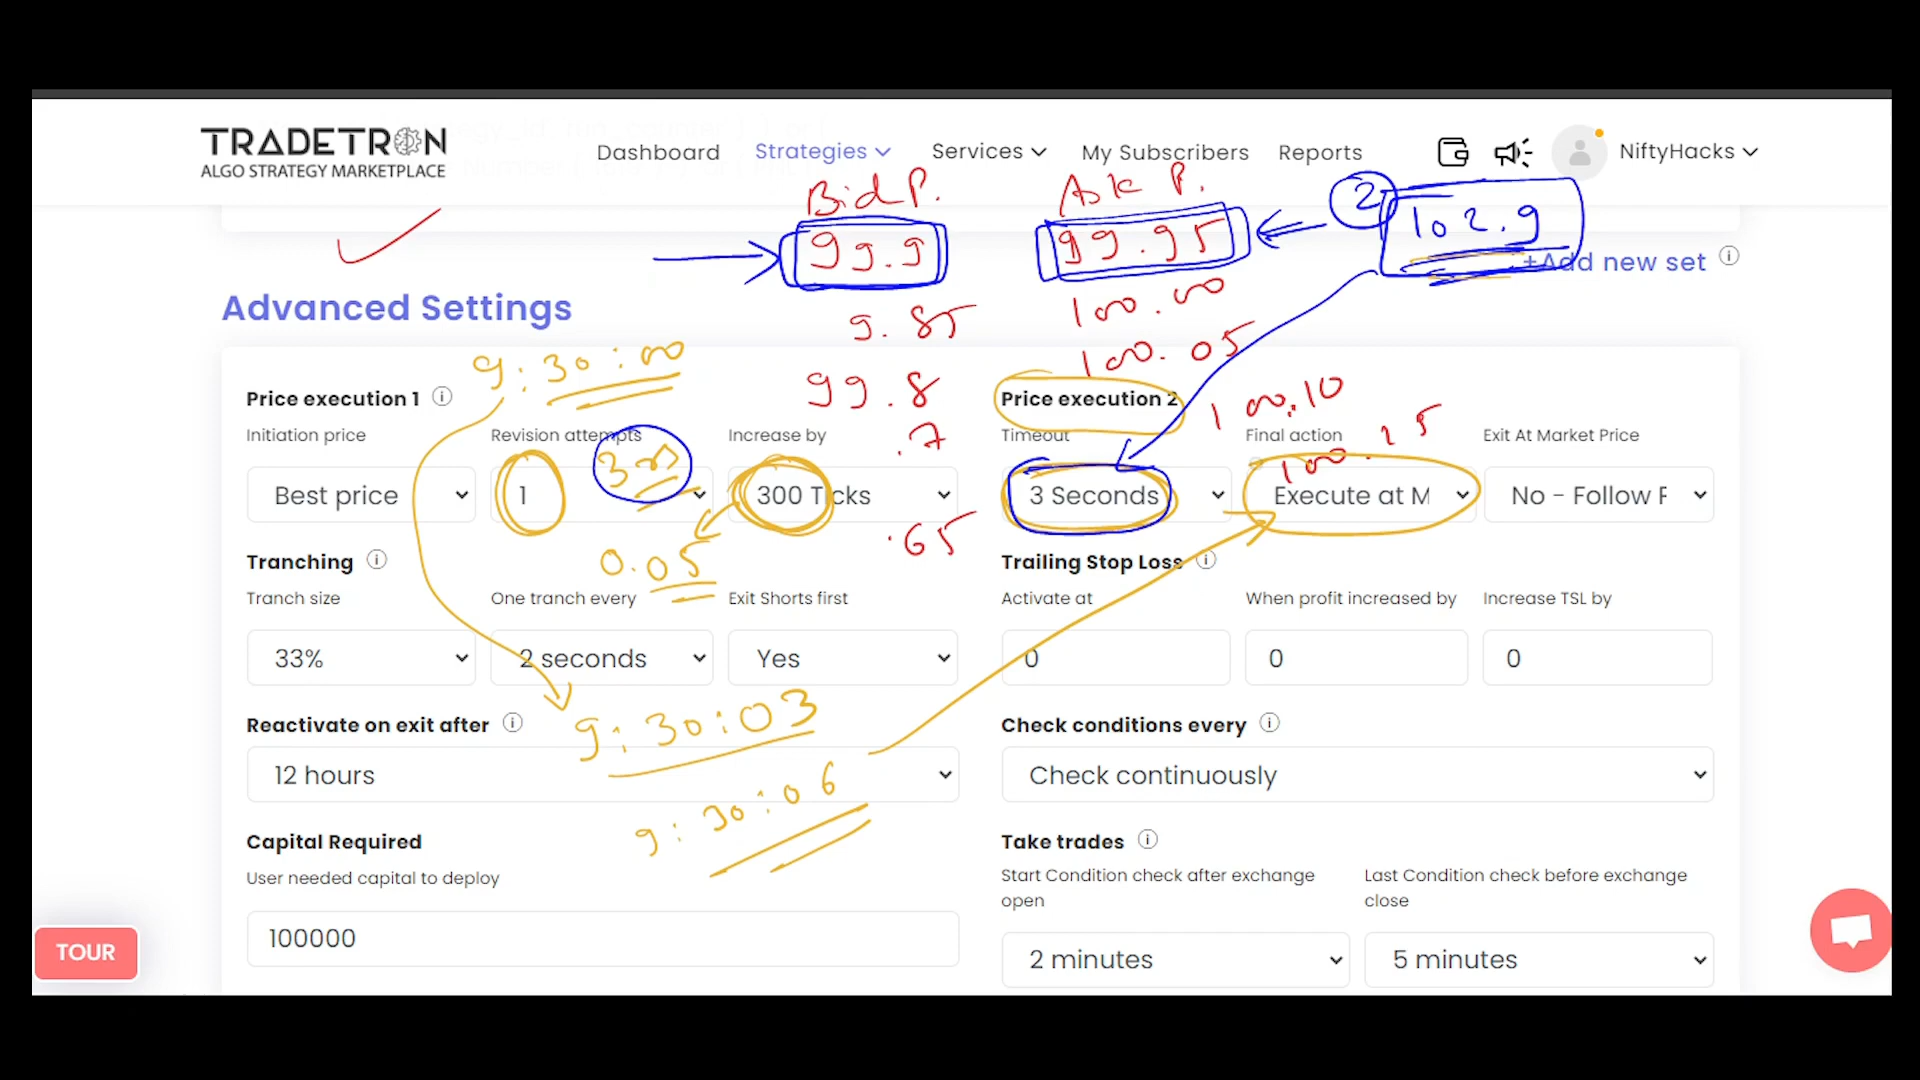 TRADETRON
ALGO STRATEGY MARKETPLACE
Dashboard
Strategies
Services
My Subscribers
Reports
NiftyHacks
Bid P.
Ask P.
2
102.9
99.9
99.95
+Add new set
Advanced Settings
9.85
100.00
9:30:00
99.8
100.05
Price execution 1
Price execution 2
100.10
Initiation price
Revision attempts
Increase by
.7
Timeout
Final action
Exit At Market Price
Best price
1
300 Ticks
3 Seconds
Execute at M
No - Follow F
.65
0.05
Tranching
Trailing Stop Loss
Tranch size
One tranch every
Exit Shorts first
Activate at
When profit increased by
Increase TSL by
33%
2 seconds
Yes
0
0
0
9:30:03
Reactivate on exit after
Check conditions every
12 hours
Check continuously
9:30:06
Capital Required
Take trades
User needed capital to deploy
Start Condition check after exchange open
Last Condition check before exchange close
100000
2 minutes
5 minutes
TOUR